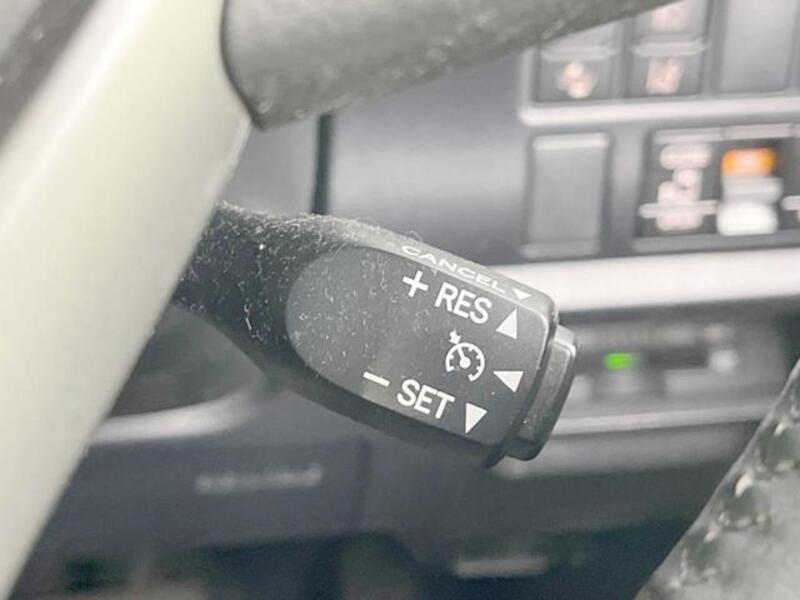 CANCEL
+ RES
- SET